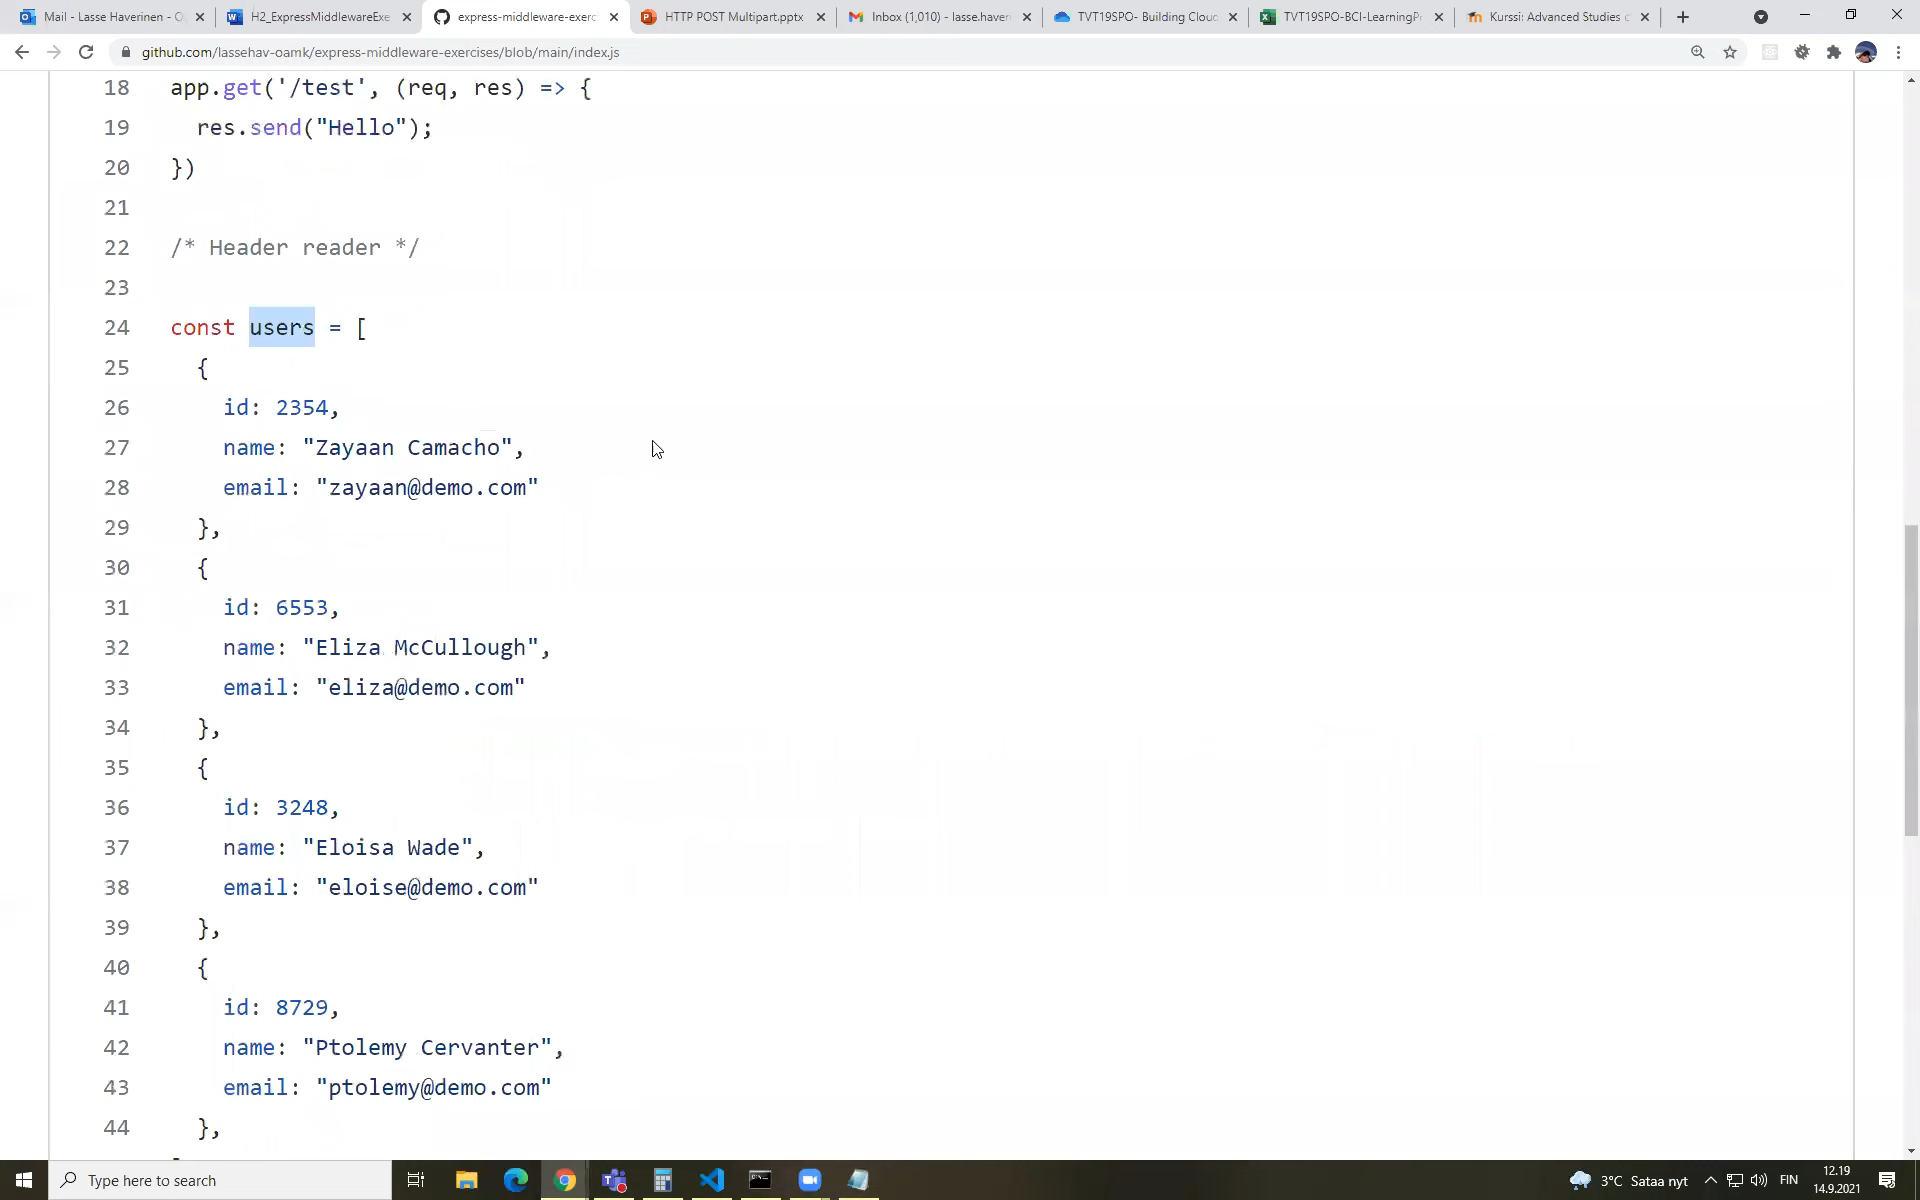 Mail - Lasse Haverinen - O
H2_ExpressMiddlewareExe
express-middleware-exerc
HTTP POST Multipart.pptx
Inbox (1,010) - lasse.haveri
TVT19SPO- Building Cloud
TVT19SPO-BCI-LearningPr
Kurssi: Advanced Studies c
github.com/lassehav-oamk/express-middleware-exercises/blob/main/index.js
18 app.get('/test', (req, res) => {
19 res.send("Hello");
20 })
21
22 /* Header reader */
23
24 const users = [
25 {
26 id: 2354,
27 name: "Zayaan Camacho",
28 email: "zayaan@demo.com"
29 },
30 {
31 id: 6553,
32 name: "Eliza McCullough",
33 email: "eliza@demo.com"
34 },
35 {
36 id: 3248,
37 name: "Eloisa Wade",
38 email: "eloise@demo.com"
39 },
40 {
41 id: 8729,
42 name: "Ptolemy Cervanter",
43 email: "ptolemy@demo.com"
44 },
Type here to search
3°C Sataa nyt
FIN
12.19
14.9.2021